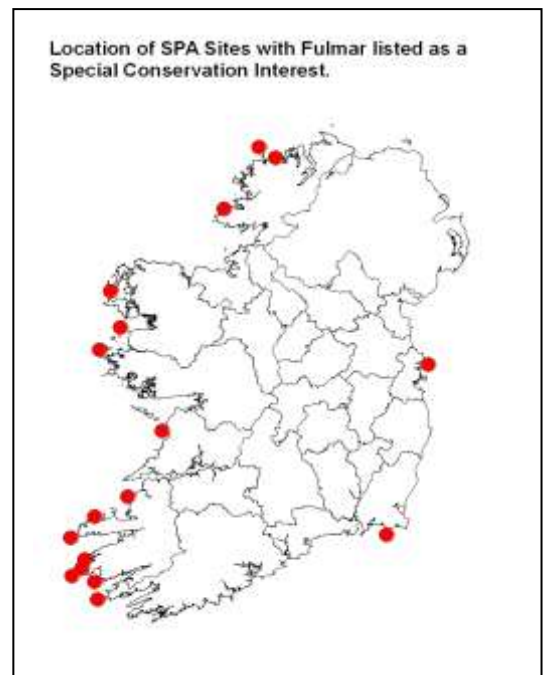 Location of SPA Sites with Fulmar listed as a
Special Conservation Interest.